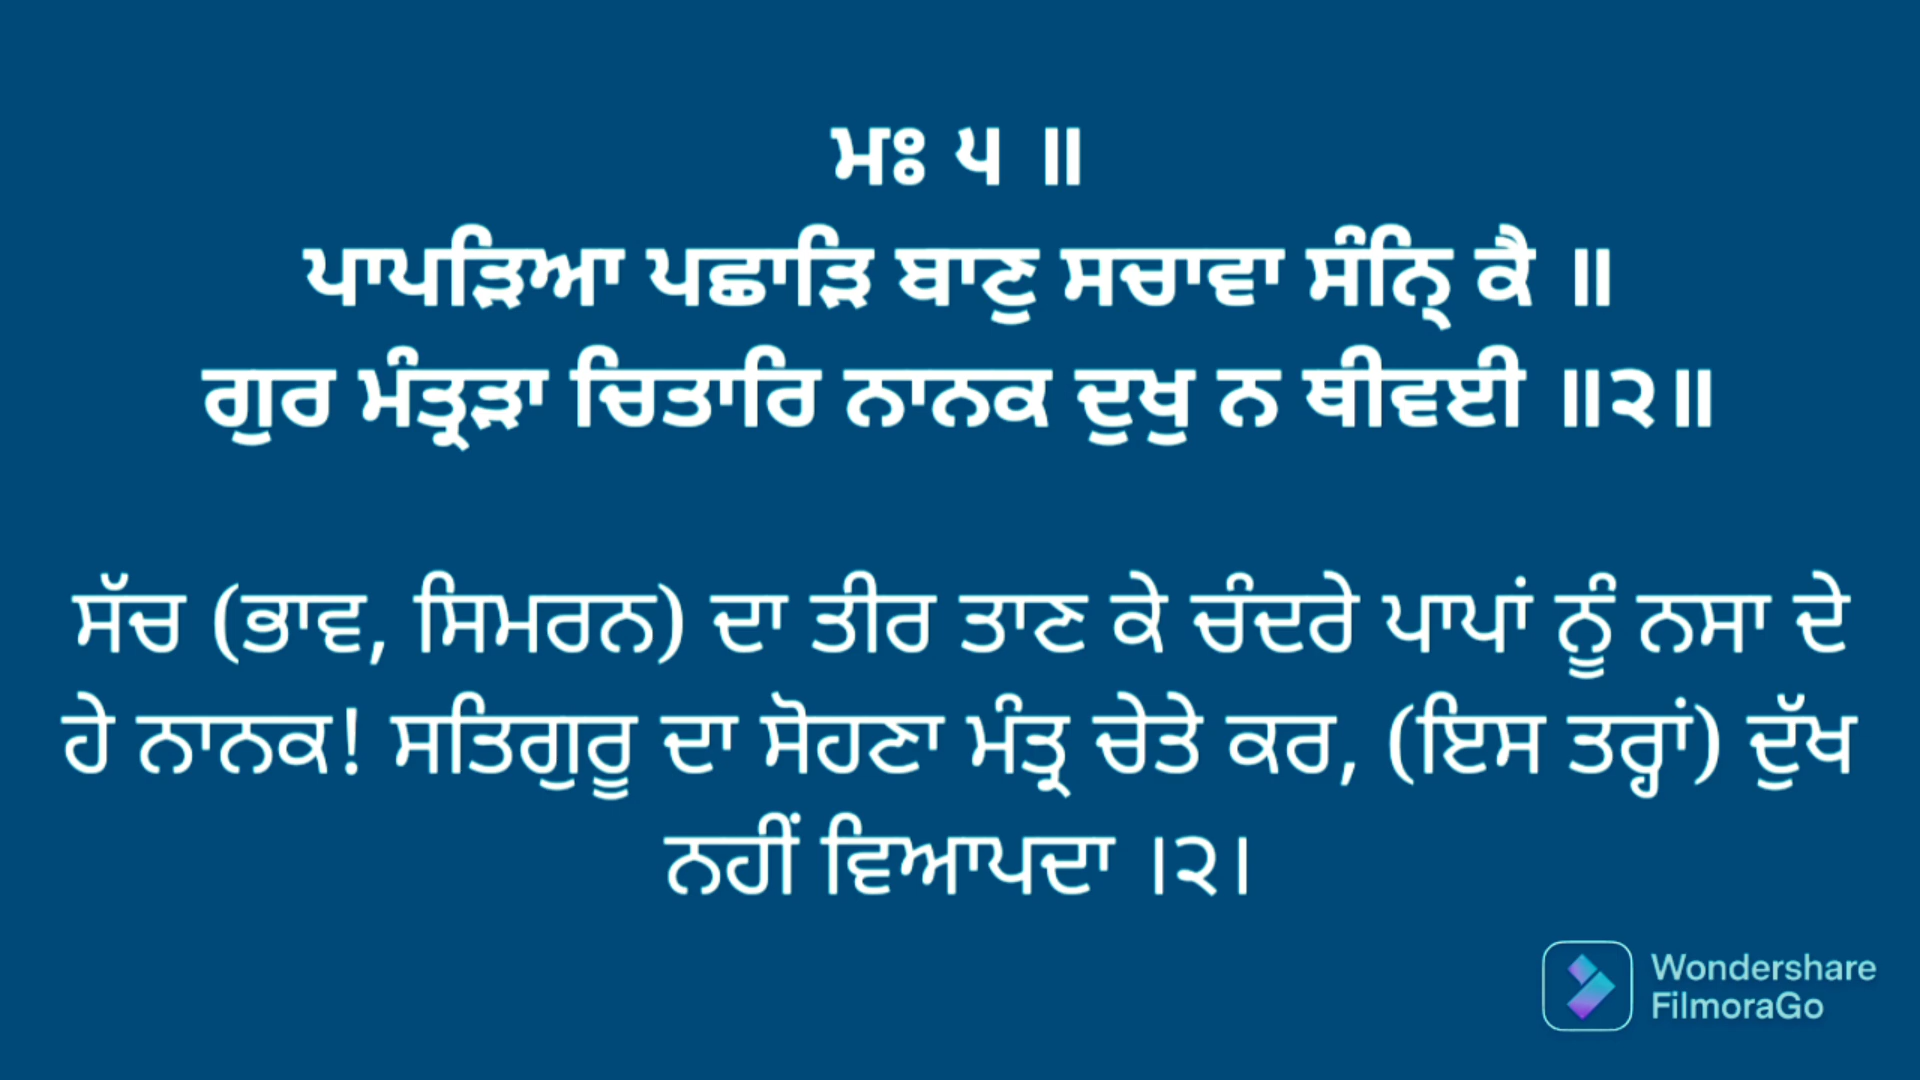 ਮਃ ੫ ॥
ਪਾਪੜਿਆ ਪਛਾੜਿ ਬਾਣੁ ਸਚਾਵਾ ਸੰਨ੍ਹਿ ਕੈ ॥
ਗੁਰ ਮੰਤ੍ਰੜਾ ਚਿਤਾਰਿ ਨਾਨਕ ਦੁਖੁ ਨ ਥੀਵਈ ॥੨॥
ਸੱਚ (ਭਾਵ, ਸਿਮਰਨ) ਦਾ ਤੀਰ ਤਾਣ ਕੇ ਚੰਦਰੇ ਪਾਪਾਂ ਨੂੰ ਨਸਾ ਦੇ
ਹੇ ਨਾਨਕ! ਸਤਿਗੁਰੂ ਦਾ ਸੋਹਣਾ ਮੰਤ੍ਰ ਚੇਤੇ ਕਰ, (ਇਸ ਤਰ੍ਹਾਂ) ਦੁੱਖ
ਨਹੀਂ ਵਿਆਪਦਾ ।੨।
Wondershare
FilmoraGo